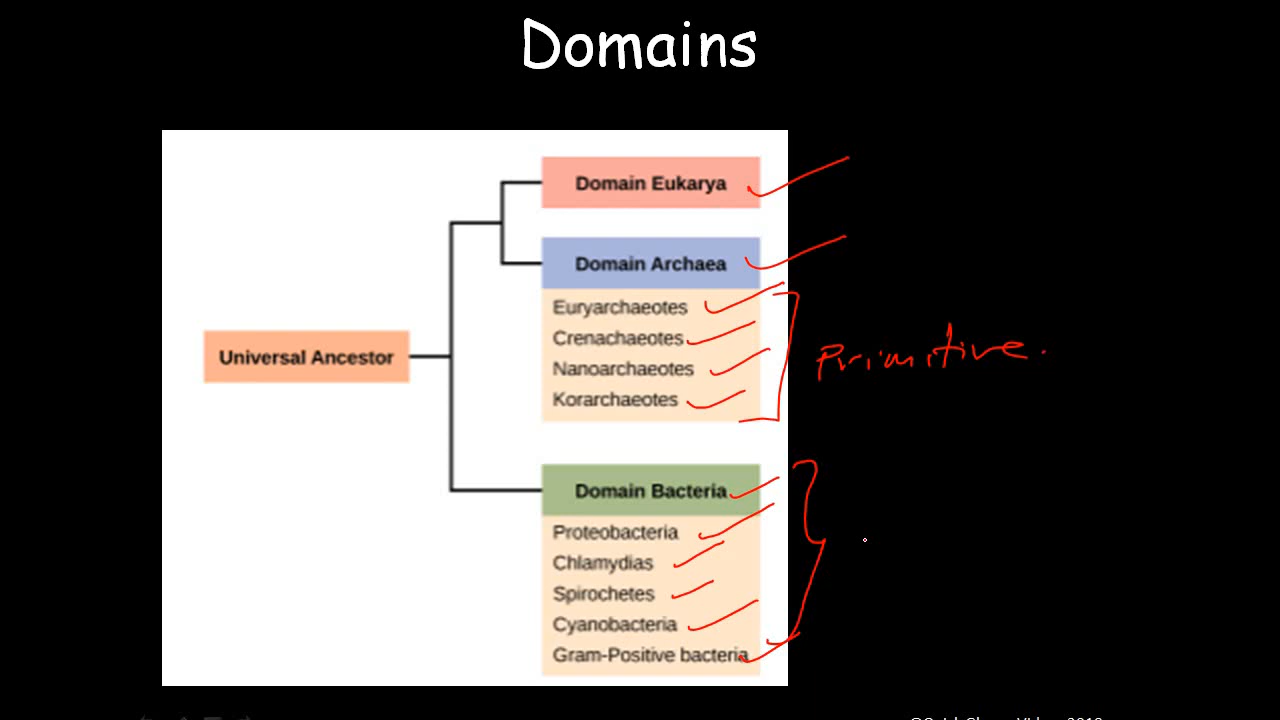 Domains
Domain Eukarya
Domain Archaea
Euryarchaeotes
Crenachaeotes
Nanoarchaeotes
Korarchaeotes
Primitive.
Universal Ancestor
Domain Bacteria
Proteobacteria
Chlamydias
Spirochetes
Cyanobacteria
Gram-Positive bacteria